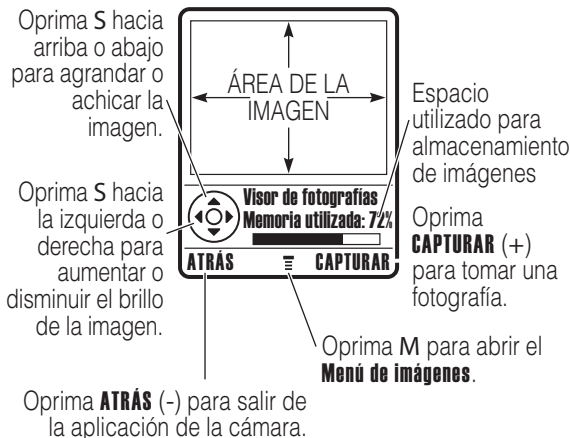 Oprima S hacia
arriba o abajo
para agrandar o
achicar la
imagen.
ÁREA DE LA
IMAGEN
Espacio
utilizado para
almacenamiento
de imágenes
Oprima S hacia
la izquierda o
derecha para
aumentar o
disminuir el brillo
de la imagen.
Visor de fotografías
Memoria utilizada: 72%
ATRÁS
CAPTURAR
Oprima
CAPTURAR (+)
para tomar una
fotografía.
Oprima M para abrir el
Menú de imágenes.
Oprima ATRÁS (-) para salir de
la aplicación de la cámara.